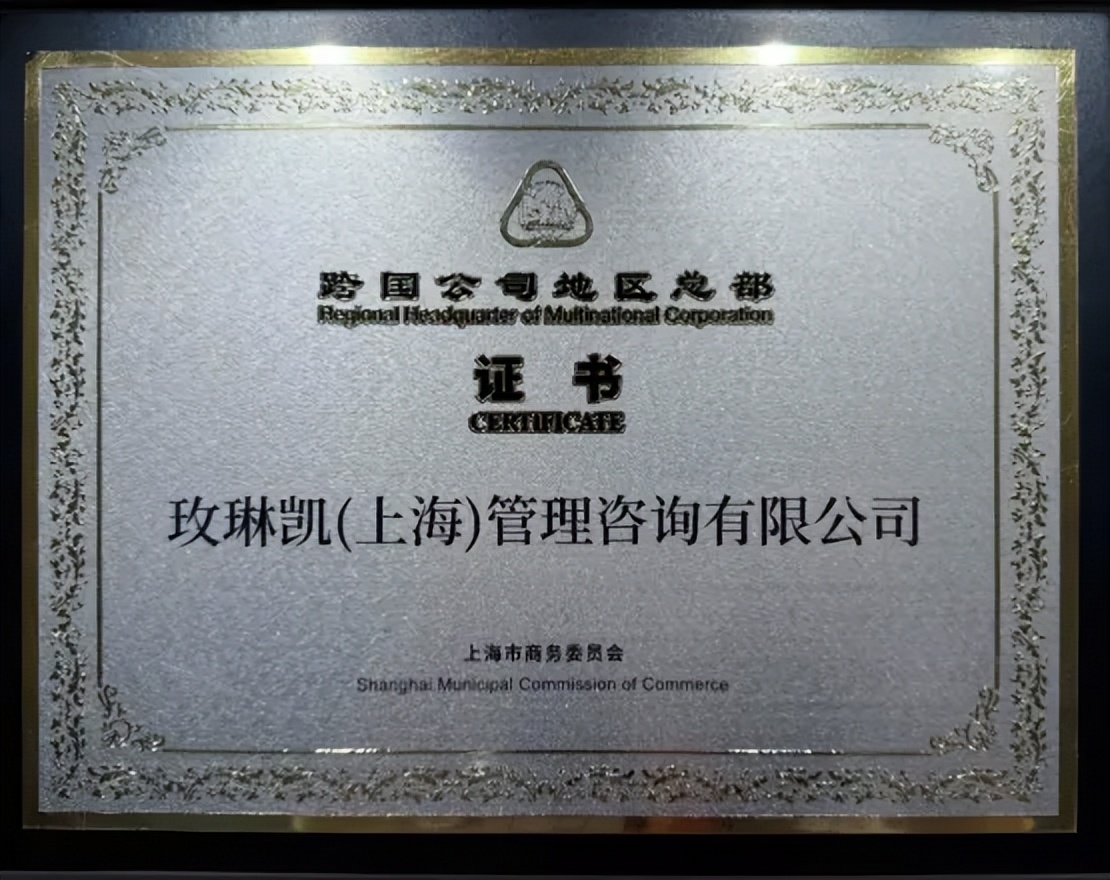 跨国公司地区总部
Regional Headquarter of Multinational Corporation
证 书
CERTIFICATE
玫琳凯(上海)管理咨询有限公司
上海市商务委员会
Shanghai Municipal Commission of Commerce